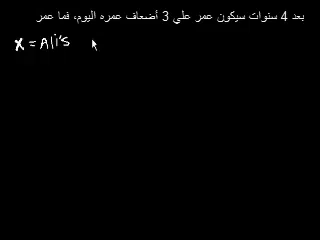 بعد 4 سنوات سيكون عمر علي 3 أضعاف عمره اليوم، فما عمر
x = Ali's